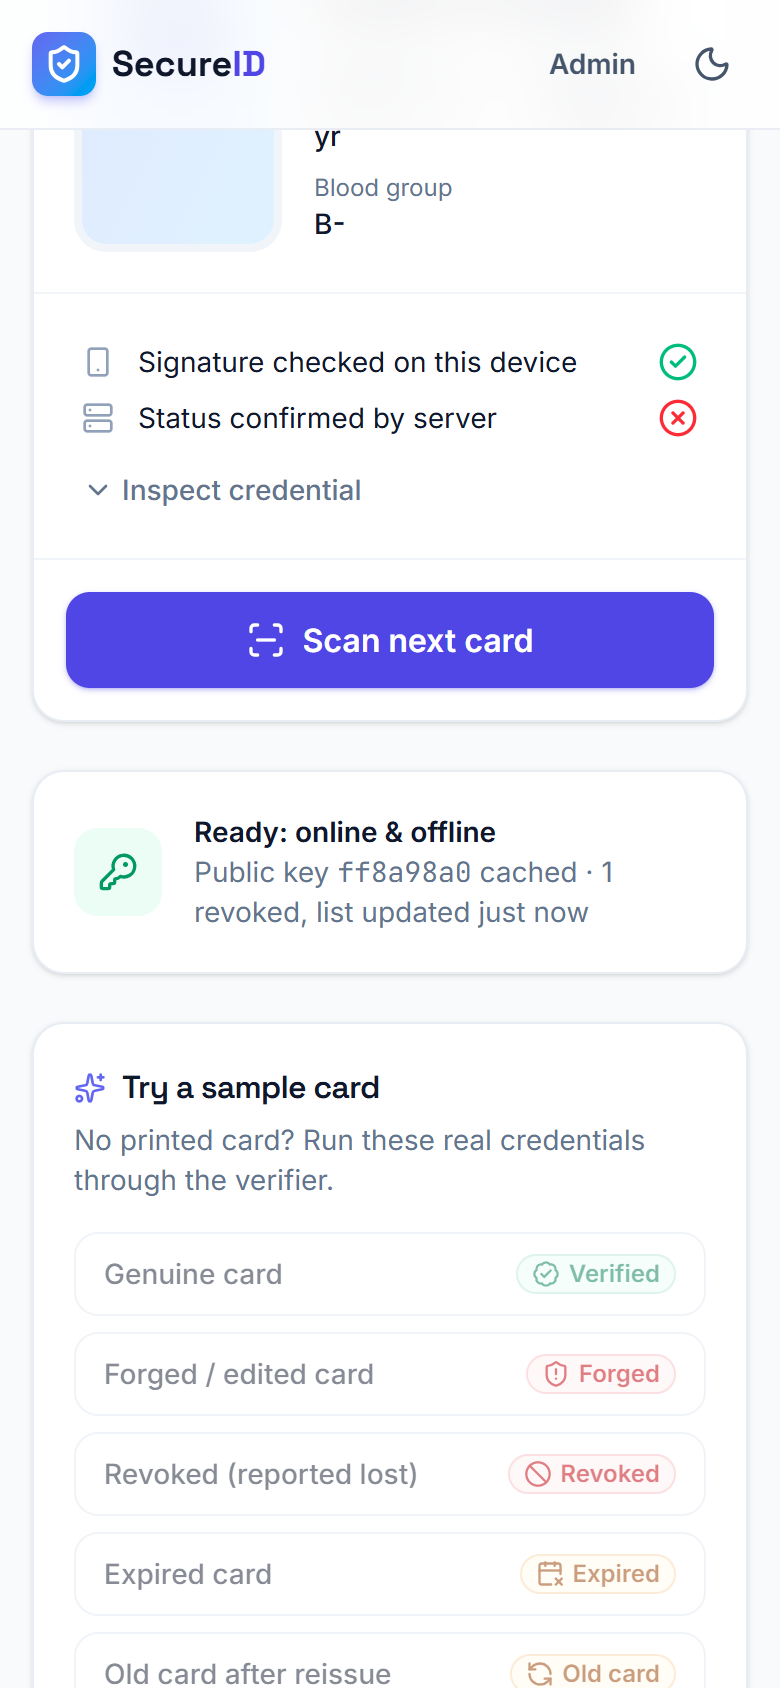 SecureID
Admin
yr
Blood group
B-
Signature checked on this device
Status confirmed by server
Inspect credential
Scan next card
Ready: online & offline
Public key ff8a98a0 cached · 1
revoked, list updated just now
Try a sample card
No printed card? Run these real credentials
through the verifier.
Genuine card Verified
Forged / edited card Forged
Revoked (reported lost) Revoked
Expired card Expired
Old card after reissue Old card